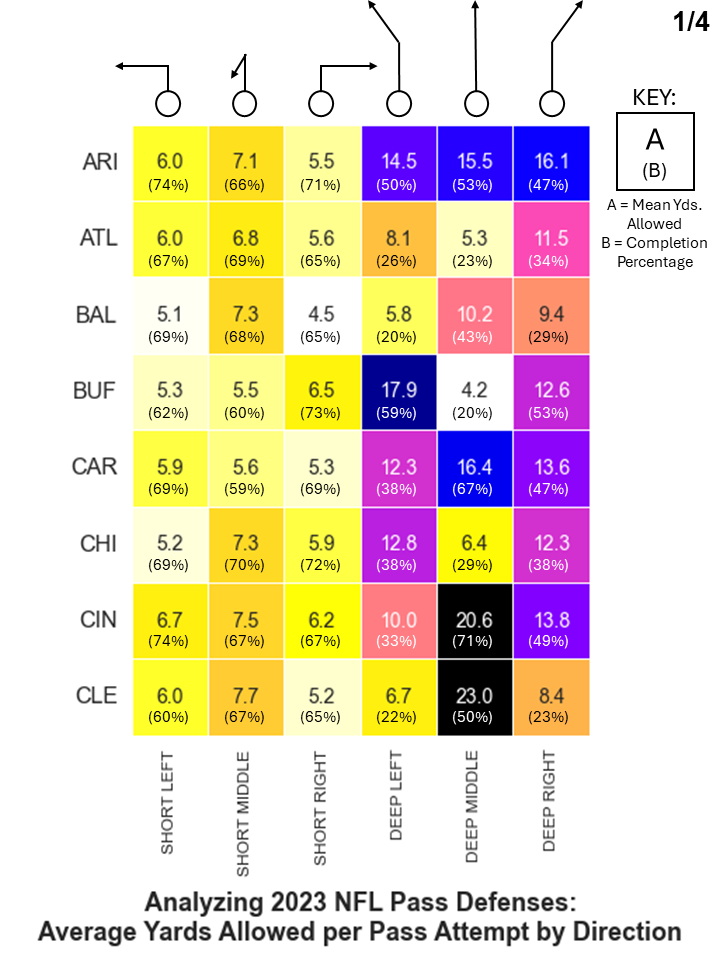 1/4
KEY:
A
(B)
A = Mean Yds.
Allowed
B = Completion
Percentage
ARI 6.0 7.1 5.5 14.5 15.5 16.1
(74%) (66%) (71%) (50%) (53%) (47%)
ATL 6.0 6.8 5.6 8.1 5.3 11.5
(67%) (69%) (65%) (26%) (23%) (34%)
BAL 5.1 7.3 4.5 5.8 10.2 9.4
(69%) (68%) (65%) (20%) (43%) (29%)
BUF 5.3 5.5 6.5 17.9 4.2 12.6
(62%) (60%) (73%) (59%) (20%) (53%)
CAR 5.9 5.6 5.3 12.3 16.4 13.6
(69%) (59%) (69%) (38%) (67%) (47%)
CHI 5.2 7.3 5.9 12.8 6.4 12.3
(69%) (70%) (72%) (38%) (29%) (38%)
CIN 6.7 7.5 6.2 10.0 20.6 13.8
(74%) (67%) (67%) (33%) (71%) (49%)
CLE 6.0 7.7 5.2 6.7 23.0 8.4
(60%) (67%) (65%) (22%) (50%) (23%)
SHORT LEFT
SHORT MIDDLE
SHORT RIGHT
DEEP LEFT
DEEP MIDDLE
DEEP RIGHT
Analyzing 2023 NFL Pass Defenses:
Average Yards Allowed per Pass Attempt by Direction